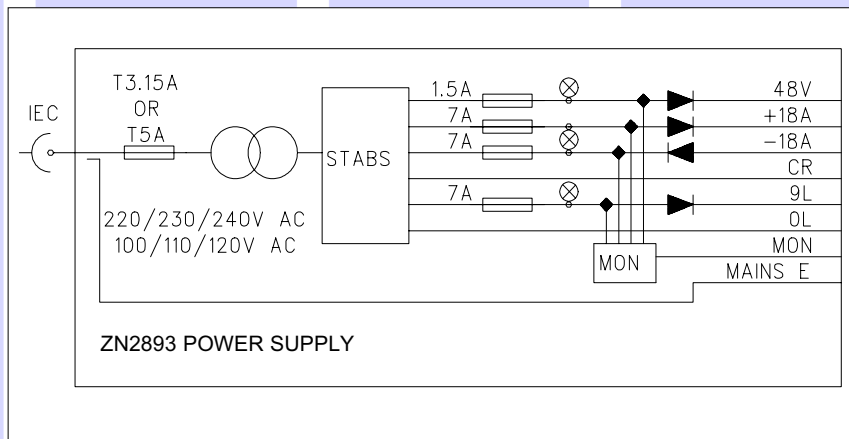 T3.15A
OR
T5A
IEC
220/230/240V AC
100/110/120V AC
STABS
1.5A
7A
7A
7A
48V
+18A
-18A
CR
9L
0L
MON
MAINS E
MON
ZN2893 POWER SUPPLY